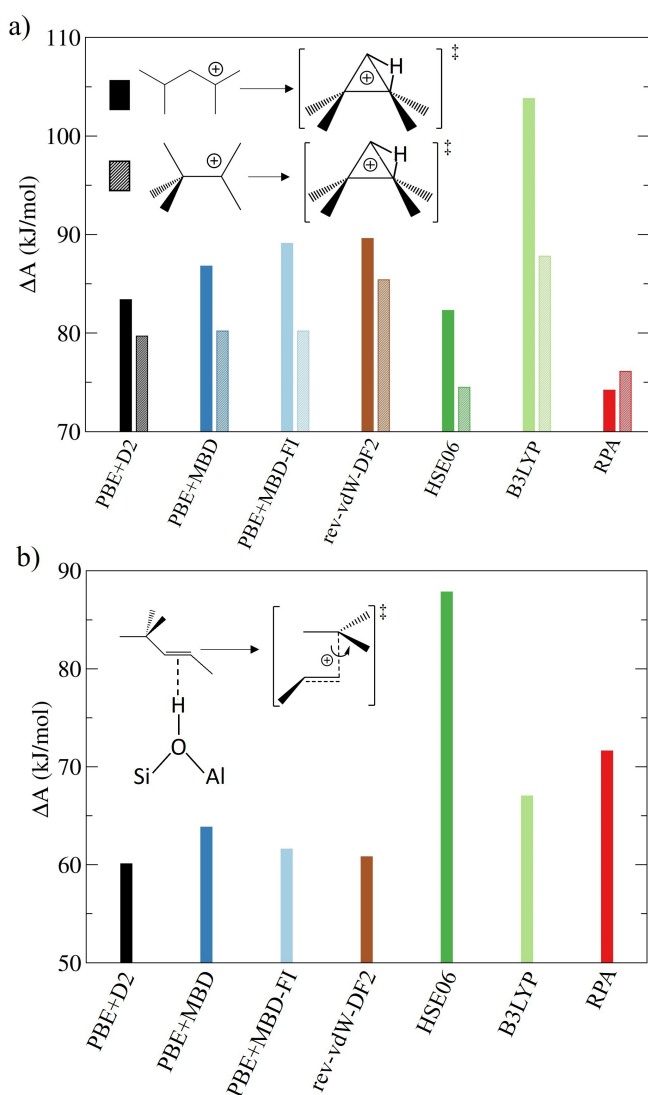 a)
110
100
90
80
70
ΔA (kJ/mol)
⊕
H
⊕
‡
⊕
H
⊕
‡
PBE+D2
PBE+MBD
PBE+MBD-FI
rev-vdW-DF2
HSE06
B3LYP
RPA
b)
90
80
70
60
50
ΔA (kJ/mol)
H
O
Si
Al
⊕
‡
PBE+D2
PBE+MBD
PBE+MBD-FI
rev-vdW-DF2
HSE06
B3LYP
RPA